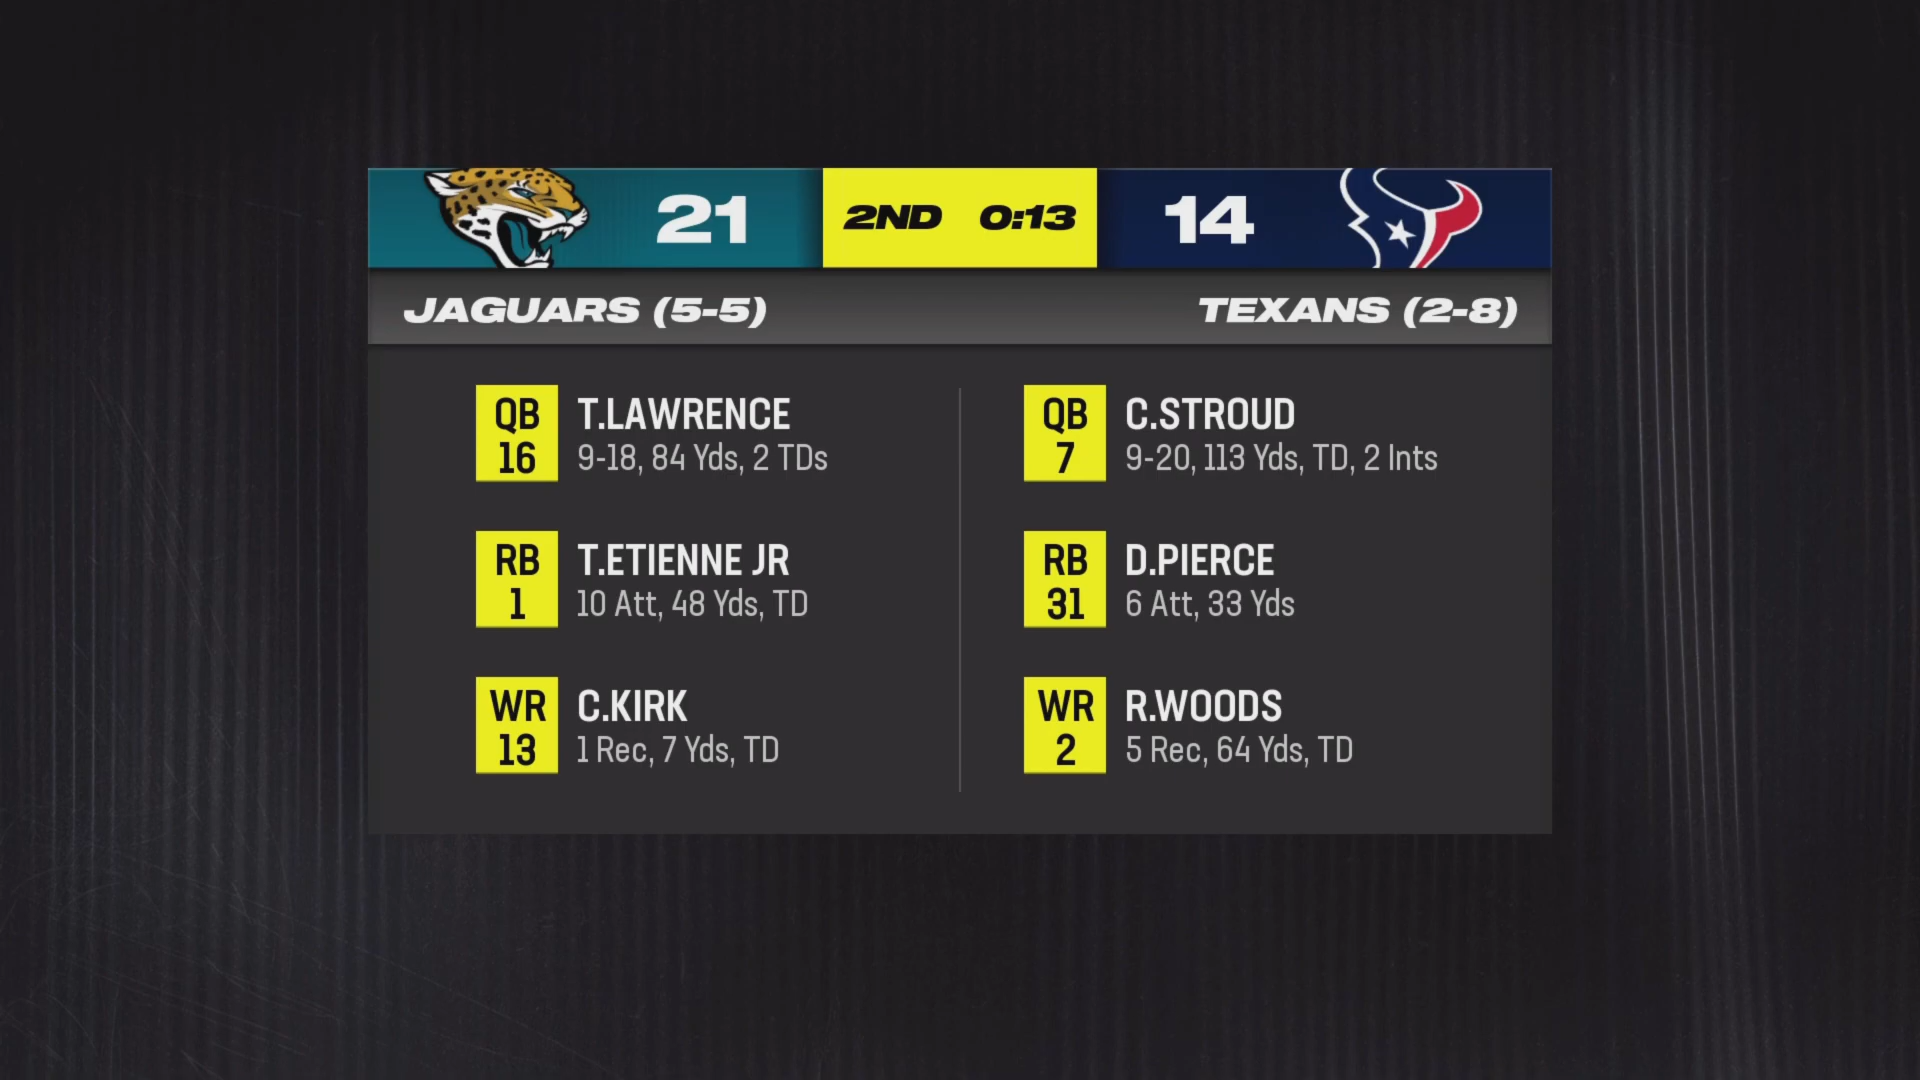 21 2ND 0:13 14
JAGUARS (5-5) TEXANS (2-8)
QB 16
T.LAWRENCE
9-18, 84 Yds, 2 TDs
RB 1
T.ETIENNE JR
10 Att, 48 Yds, TD
WR 13
C.KIRK
1 Rec, 7 Yds, TD
QB 7
C.STROUD
9-20, 113 Yds, TD, 2 Ints
RB 31
D.PIERCE
6 Att, 33 Yds
WR 2
R.WOODS
5 Rec, 64 Yds, TD